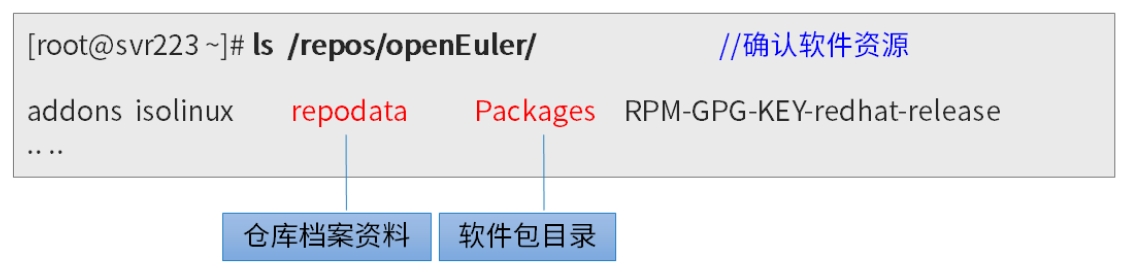 [root@svr223 ~]# ls /repos/openEuler/ //确认软件资源
addons isolinux repodata Packages RPM-GPG-KEY-redhat-release
.. ..
仓库档案资料 软件包目录